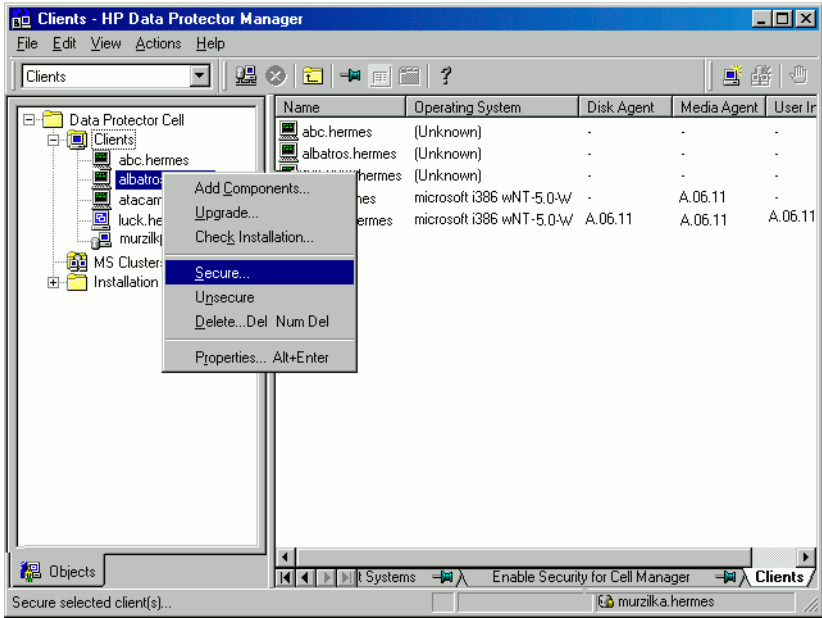 Clients - HP Data Protector Manager
File Edit View Actions Help
Clients
Data Protector Cell
Clients
abc.hermes
albatro
atacam
luck.he
murzilk
MS Cluster
Installation
Objects
Add Components...
Upgrade...
Check Installation...
Secure...
Unsecure
Delete...Del Num Del
Properties... Alt+Enter
Name Operating System Disk Agent Media Agent User Ir
abc.hermes (Unknown) - - -
albatros.hermes (Unknown) - - -
hermes (Unknown) - - -
nes microsoft i386 wNT-5.0-W - A.06.11 -
ermes microsoft i386 wNT-5.0-W A.06.11 A.06.11 A.06.11
t Systems Enable Security for Cell Manager Clients
Secure selected client(s)... murzilka.hermes